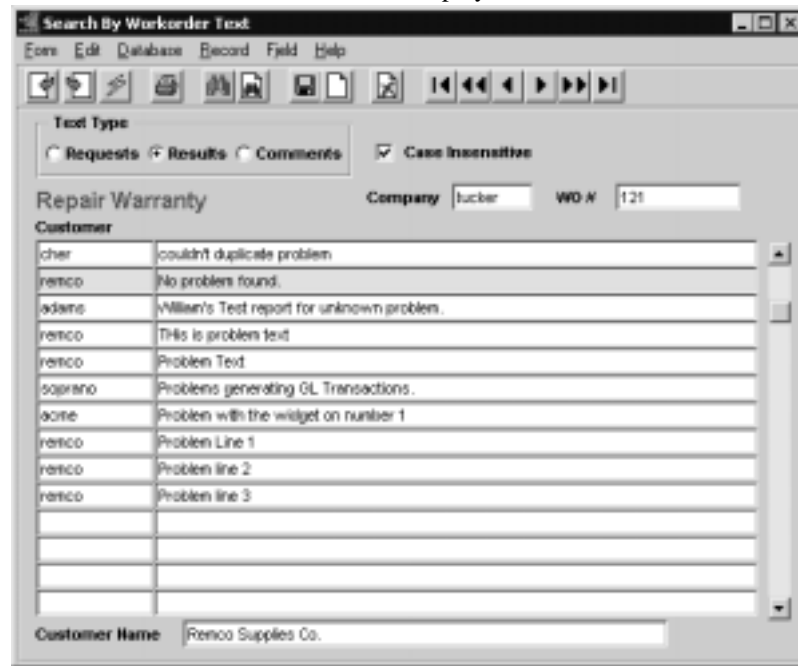 Search By Workorder Text
Form Edit Database Record Field Help
Text Type
Requests Results Comments Case Insensitive
Repair Warranty Company tucker WO # 121
Customer
cher couldn't duplicate problem
remco No problem found.
adams William's Test report for unknown problem.
remco THis is problem text
remco Problem Text
soprano Problems generating GL Transactions.
acme Problem with the widget on number 1
remco Problem Line 1
remco Problem line 2
remco Problem line 3
Customer Name Remco Supplies Co.